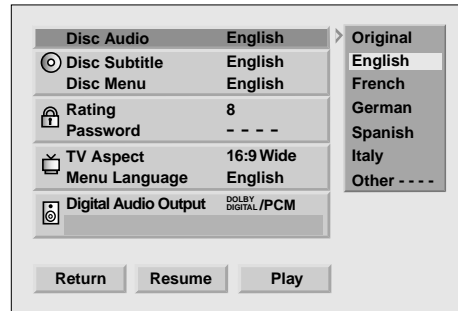 Disc Audio English
Disc Subtitle English
Disc Menu English
Rating 8
Password - - - -
TV Aspect 16:9 Wide
Menu Language English
Digital Audio Output DOLBY DIGITAL /PCM
Return Resume Play
Original
English
French
German
Spanish
Italy
Other - - - -